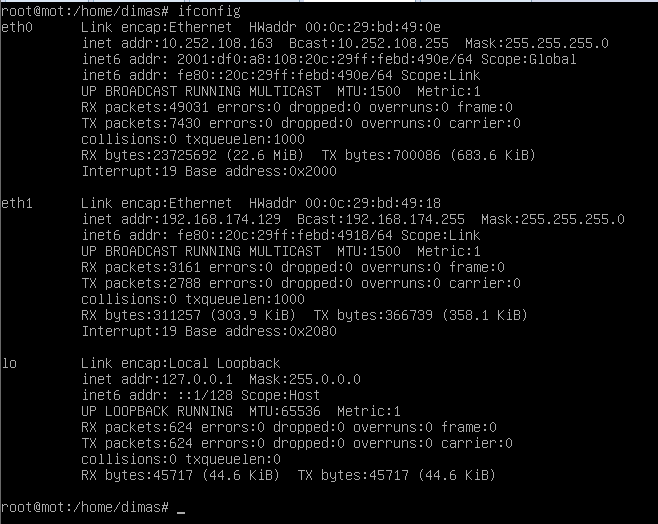 root@mot:/home/dimas# ifconfig
eth0      Link encap:Ethernet  HWaddr 00:0c:29:bd:49:0e
          inet addr:10.252.108.163  Bcast:10.252.108.255  Mask:255.255.255.0
          inet6 addr: 2001:df0:a8:108:20c:29ff:febd:490e/64 Scope:Global
          inet6 addr: fe80::20c:29ff:febd:490e/64 Scope:Link
          UP BROADCAST RUNNING MULTICAST  MTU:1500  Metric:1
          RX packets:49031 errors:0 dropped:0 overruns:0 frame:0
          TX packets:7430 errors:0 dropped:0 overruns:0 carrier:0
          collisions:0 txqueuelen:1000
          RX bytes:23725692 (22.6 MiB)  TX bytes:700086 (683.6 KiB)
          Interrupt:19 Base address:0x2000
eth1      Link encap:Ethernet  HWaddr 00:0c:29:bd:49:18
          inet addr:192.168.174.129  Bcast:192.168.174.255  Mask:255.255.255.0
          inet6 addr: fe80::20c:29ff:febd:4918/64 Scope:Link
          UP BROADCAST RUNNING MULTICAST  MTU:1500  Metric:1
          RX packets:3161 errors:0 dropped:0 overruns:0 frame:0
          TX packets:2788 errors:0 dropped:0 overruns:0 carrier:0
          collisions:0 txqueuelen:1000
          RX bytes:311257 (303.9 KiB)  TX bytes:366739 (358.1 KiB)
          Interrupt:19 Base address:0x2080
lo        Link encap:Local Loopback
          inet addr:127.0.0.1  Mask:255.0.0.0
          inet6 addr: ::1/128 Scope:Host
          UP LOOPBACK RUNNING  MTU:65536  Metric:1
          RX packets:624 errors:0 dropped:0 overruns:0 frame:0
          TX packets:624 errors:0 dropped:0 overruns:0 carrier:0
          collisions:0 txqueuelen:0
          RX bytes:45717 (44.6 KiB)  TX bytes:45717 (44.6 KiB)
root@mot:/home/dimas# _